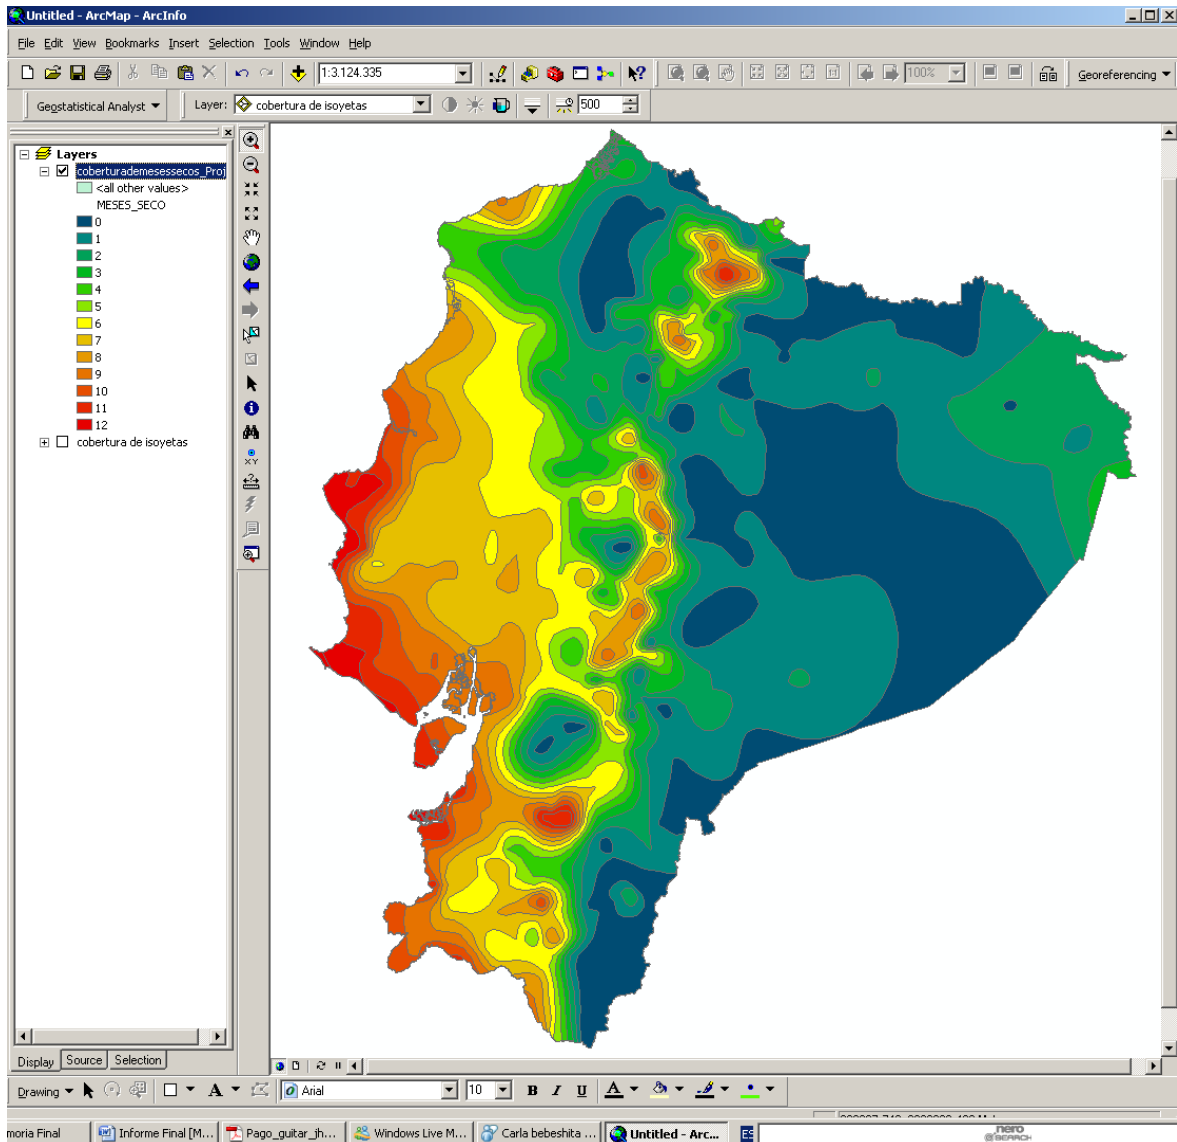 Untitled - ArcMap - ArcInfo
File Edit View Bookmarks Insert Selection Tools Window Help
1:3.124.335 100% Georeferencing
Geostatistical Analyst Layer: cobertura de isoyetas 500
Layers
coberturademesessecos_Proj
<all other values>
MESES_SECO
0
1
2
3
4
5
6
7
8
9
10
11
12
cobertura de isoyetas
Display Source Selection
Drawing A Arial 10 B I U A
moria Final Informe Final [M... Pago_guitar_jh... Windows Live M... Carla bebeshita ... Untitled - Arc... ES nero
SEARCH